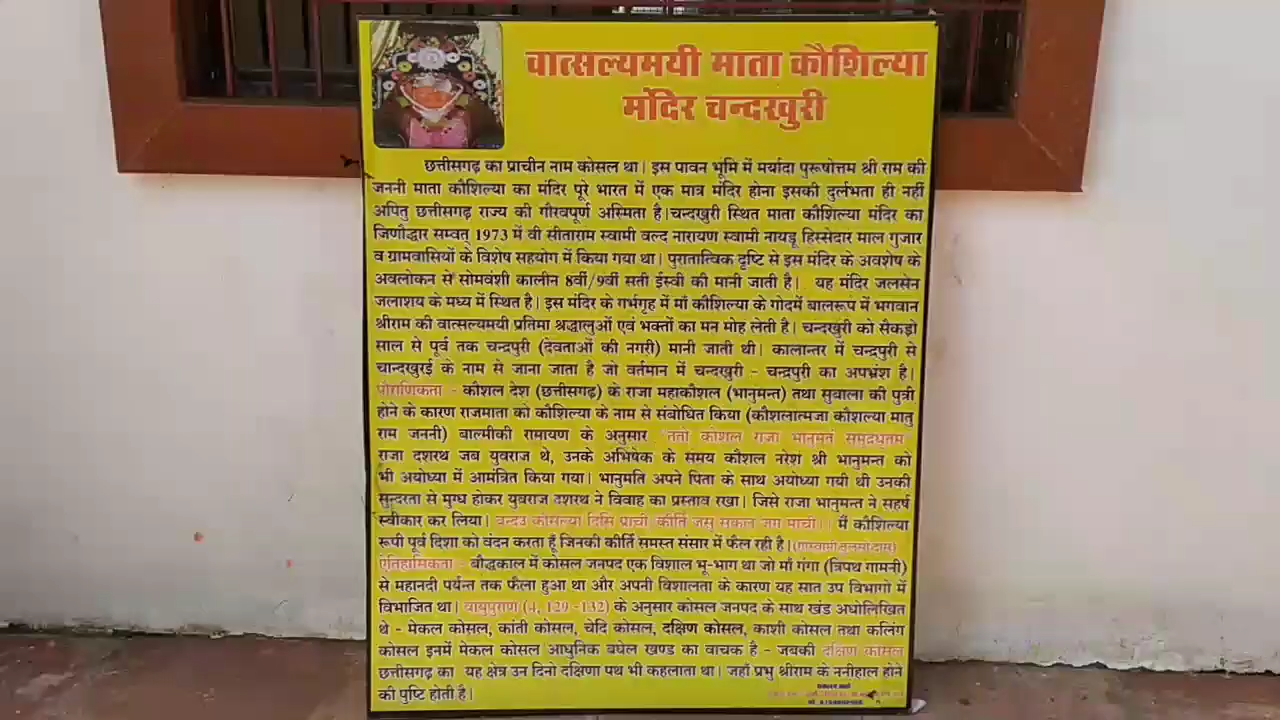 वात्सल्यमयी माता कौशिल्या
मंदिर चन्दखुरी
छत्तीसगढ़ का प्राचीन नाम कोसल था। इस पावन भूमि में मर्यादा पुरूषोत्तम श्री राम की
जननी माता कौशिल्या का मंदिर पूरे भारत में एक मात्र मंदिर होना इसकी दुर्लभता ही नहीं
अपितु छत्तीसगढ़ राज्य की गौरवपूर्ण अस्मिता है।चन्दखुरी स्थित माता कौशिल्या मंदिर का
जिर्णोद्धार सम्वत् 1973 में वी सीताराम स्वामी वल्द नारायण स्वामी नायडू हिस्सेदार माल गुजार
व ग्रामवासियों के विशेष सहयोग में किया गया था। पुरातात्विक दृष्टि से इस मंदिर के अवशेष के
अवलोकन से सोमवंशी कालीन 8वीं/9वीं सती ईस्वी की मानी जाती है। यह मंदिर जलसेन
जलाशय के मध्य में स्थित है। इस मंदिर के गर्भगृह में माँ कौशिल्या के गोदमें बालरूप में भगवान
श्रीराम की वात्सल्यमयी प्रतिमा श्रद्धालुओं एवं भक्तों का मन मोह लेती है। चन्दखुरी को सैकड़ो
साल से पूर्व तक चन्द्रपुरी (देवताओं की नगरी) मानी जाती थी। कालान्तर में चन्द्रपुरी से
चान्दखुरई के नाम से जाना जाता है जो वर्तमान में चन्दखुरी - चन्द्रपुरी का अपभ्रंश है।
पौराणिकता - कौशल देश (छत्तीसगढ़) के राजा महाकौशल (भानुमन्त) तथा सुबाला की पुत्री
होने के कारण राजमाता को कौशिल्या के नाम से संबोधित किया (कौशलात्मजा कौशल्या मातु
राम जननी) बाल्मीकी रामायण के अनुसार ततो कोशल राजा भानुमतं समुदधतम
राजा दशरथ जब युवराज थे, उनके अभिषेक के समय कौशल नरेश श्री भानुमन्त को
भी अयोध्या में आमंत्रित किया गया। भानुमति अपने पिता के साथ अयोध्या गयी थी उनकी
सुन्दरता से मुग्ध होकर युवराज दशरथ ने विवाह का प्रस्ताव रखा। जिसे राजा भानुमन्त ने सहर्ष
स्वीकार कर लिया। वन्दउ कोसल्या दिसि प्राची, कीर्ति जसु सकल जग माची।। मैं कौशिल्या
रूपी पूर्व दिशा को वंदन करता हूँ जिनकी कीर्ति समस्त संसार में फैल रही है।(गोस्वामी तुलसीदास)
ऐतिहासिकता - बौद्धकाल में कोसल जनपद एक विशाल भू-भाग था जो माँ गंगा (त्रिपथ गामनी)
से महानदी पर्यन्त तक फैला हुआ था और अपनी विशालता के कारण यह सात उप विभागो में
विभाजित था। वायुपुराण (4, 129 -132) के अनुसार कोसल जनपद के साथ खंड अधोलिखित
थे - मेकल कोसल, कांती कोसल, चेदि कोसल, दक्षिण कोसल, काशी कोसल तथा कलिंग
कोसल इनमें मेकल कोसल आधुनिक बघेल खण्ड का वाचक है - जबकी दक्षिण कोसल
छत्तीसगढ़ का यह क्षेत्र उन दिनो दक्षिणा पथ भी कहलाता था। जहाँ प्रभु श्रीराम के ननीहाल होने
की पुष्टि होती है।